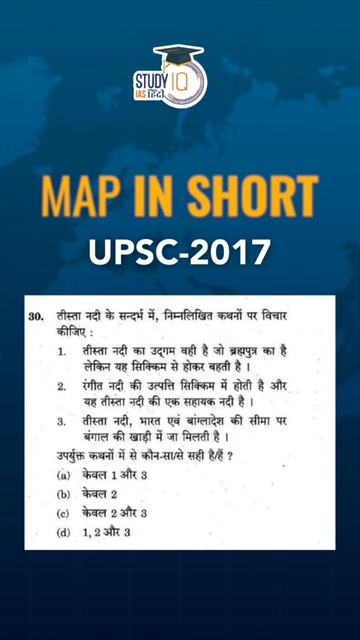 STUDY IQ
IAS हिंदी
MAP IN SHORT
UPSC-2017
30. तीस्ता नदी के सन्दर्भ में, निम्नलिखित कथनों पर विचार
कीजिए :
1. तीस्ता नदी का उद्गम वही है जो ब्रह्मपुत्र का है
लेकिन यह सिक्किम से होकर बहती है ।
2. रंगीत नदी की उत्पत्ति सिक्किम में होती है और
यह तीस्ता नदी की एक सहायक नदी है ।
3. तीस्ता नदी, भारत एवं बांग्लादेश की सीमा पर
बंगाल की खाड़ी में जा मिलती है ।
उपर्युक्त कथनों में से कौन-सा/से सही है/हैं ?
(a) केवल 1 और 3
(b) केवल 2
(c) केवल 2 और 3
(d) 1, 2 और 3